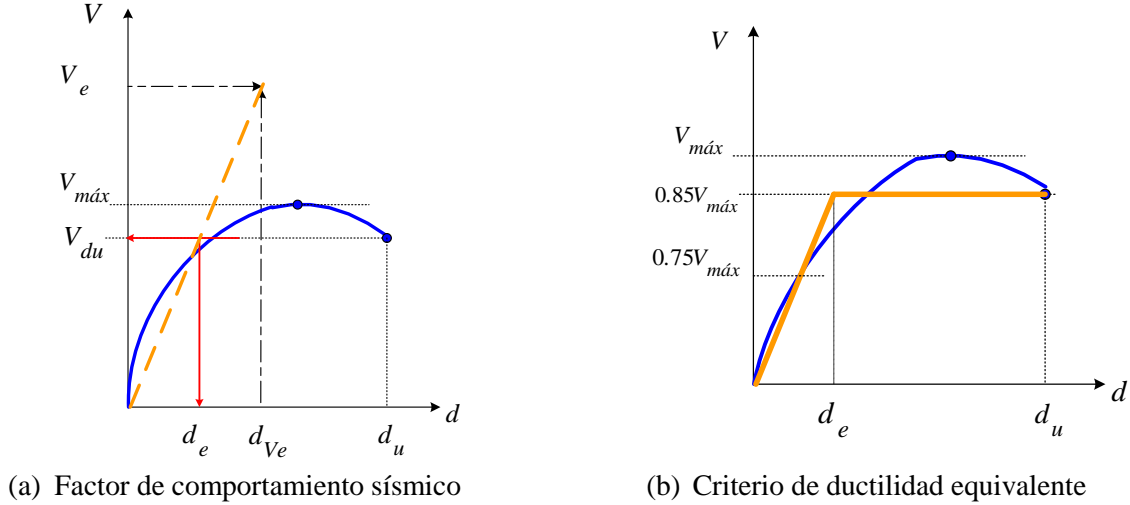 V
V_e
V_máx
V_du
d
d_e
d_Ve
d_u
(a) Factor de comportamiento sísmico
V
V_máx
0.85V_máx
0.75V_máx
d
d_e
d_u
(b) Criterio de ductilidad equivalente